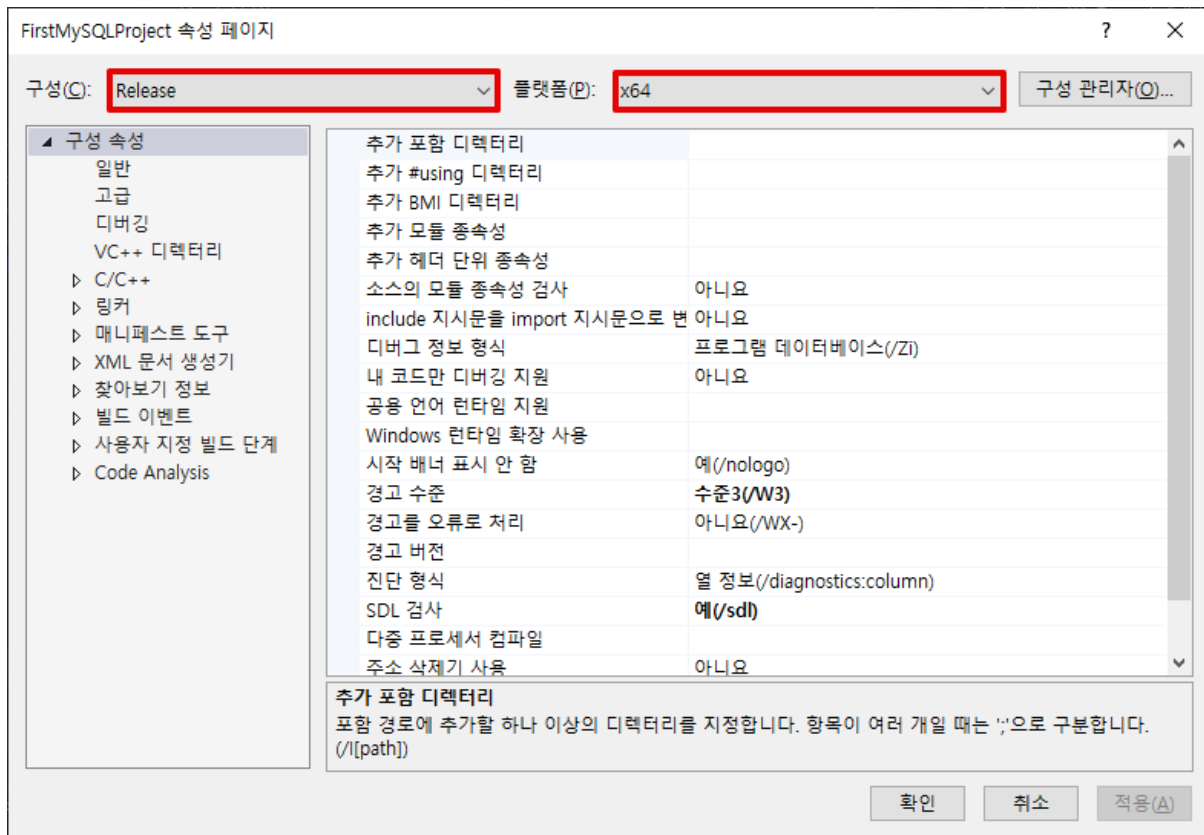 FirstMySQLProject 속성 페이지 ?
구성(C): Release 플랫폼(P): x64 구성 관리자(O)...
구성 속성
일반
고급
디버깅
VC++ 디렉터리
C/C++
링커
매니페스트 도구
XML 문서 생성기
찾아보기 정보
빌드 이벤트
사용자 지정 빌드 단계
Code Analysis
추가 포함 디렉터리
추가 #using 디렉터리
추가 BMI 디렉터리
추가 모듈 종속성
추가 헤더 단위 종속성
소스의 모듈 종속성 검사 아니요
include 지시문을 import 지시문으로 변 아니요
디버그 정보 형식 프로그램 데이터베이스(/Zi)
내 코드만 디버깅 지원 아니요
공용 언어 런타임 지원
Windows 런타임 확장 사용
시작 배너 표시 안 함 예(/nologo)
경고 수준 수준3(/W3)
경고를 오류로 처리 아니요(/WX-)
경고 버전
진단 형식 열 정보(/diagnostics:column)
SDL 검사 예(/sdl)
다중 프로세서 컴파일
주소 삭제기 사용 아니요
추가 포함 디렉터리
포함 경로에 추가할 하나 이상의 디렉터리를 지정합니다. 항목이 여러 개일 때는 ';'으로 구분합니다.
(/I[path])
확인 취소 적용(A)